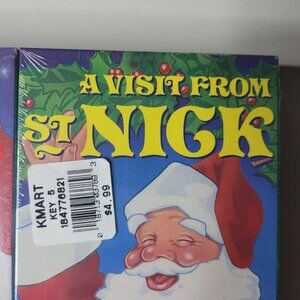 A VISIT FROM
ST NICK
KMART
KEY 5
184776821
$4.99